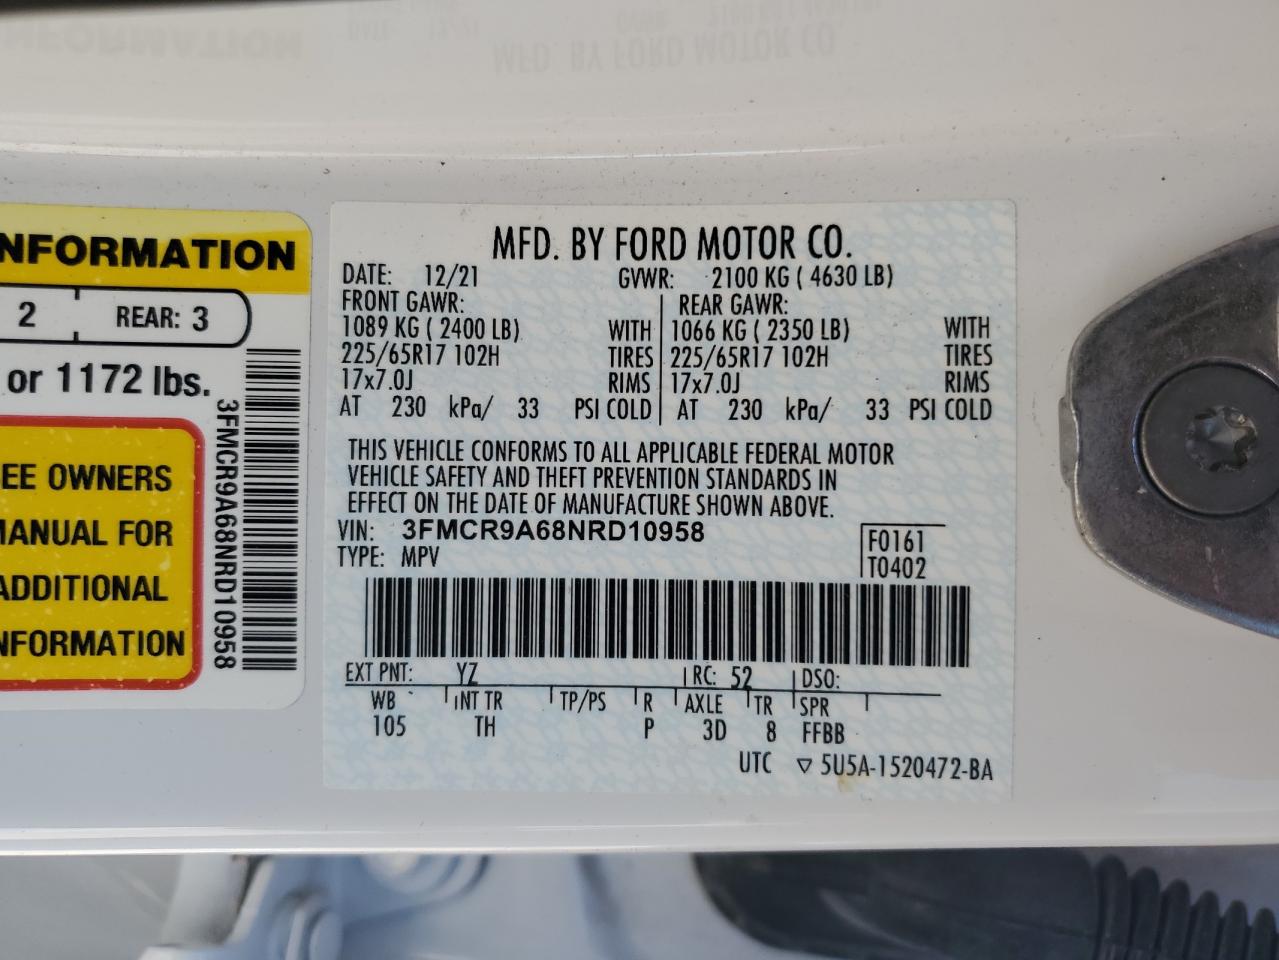 MFD. BY FORD MOTOR CO.
NFORMATION
2 REAR: 3
or 1172 lbs.
EE OWNERS
MANUAL FOR
ADDITIONAL
NFORMATION
3FMCR9A68NRD10958
MFD. BY FORD MOTOR CO.
DATE: 12/21 GVWR: 2100 KG ( 4630 LB)
FRONT GAWR: REAR GAWR:
1089 KG ( 2400 LB) WITH 1066 KG ( 2350 LB) WITH
225/65R17 102H TIRES 225/65R17 102H TIRES
17x7.0J RIMS 17x7.0J RIMS
AT 230 kPa/ 33 PSI COLD AT 230 kPa/ 33 PSI COLD
THIS VEHICLE CONFORMS TO ALL APPLICABLE FEDERAL MOTOR
VEHICLE SAFETY AND THEFT PREVENTION STANDARDS IN
EFFECT ON THE DATE OF MANUFACTURE SHOWN ABOVE.
VIN: 3FMCR9A68NRD10958 F0161
TYPE: MPV T0402
EXT PNT: YZ RC: 52 DSO:
WB INT TR TP/PS R AXLE TR SPR
105 TH P 3D 8 FFBB
UTC ▽ 5U5A-1520472-BA